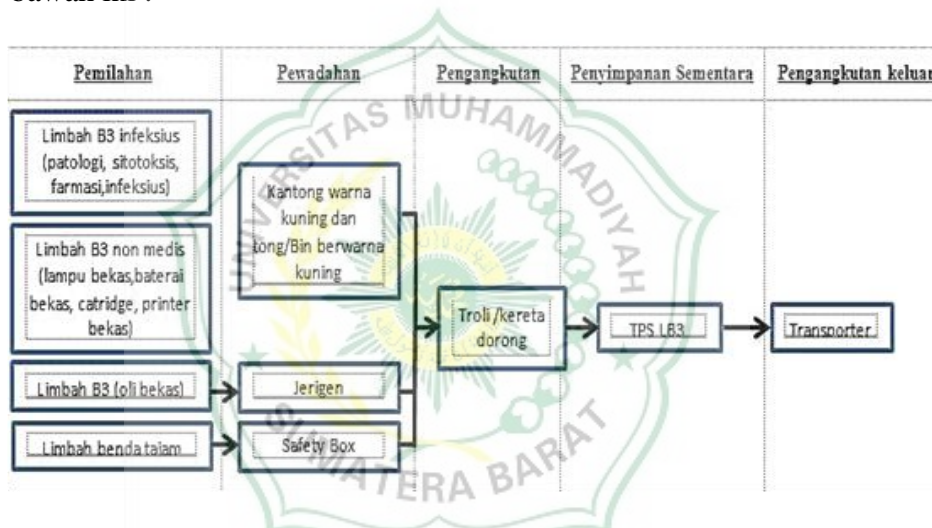 Pemilahan
Pewadahan
Pengangkutan
Penyimpanan Sementara
Pengangkutan keluar
Limbah B3 infeksius
(patologi, sitotoksis,
farmasi,infeksius)
Limbah B3 non medis
(lampu bekas,baterai
bekas, catridge, printer
bekas)
Limbah B3 (oli bekas)
Limbah benda tajam
Kantong warna
kuning dan
tong/Bin berwarna
kuning
Jerigen
Safety Box
Troli/kereta
dorong
TPS LB3
Transporter
UNIVERSITAS MUHAMMADIYAH
SUMATERA BARAT